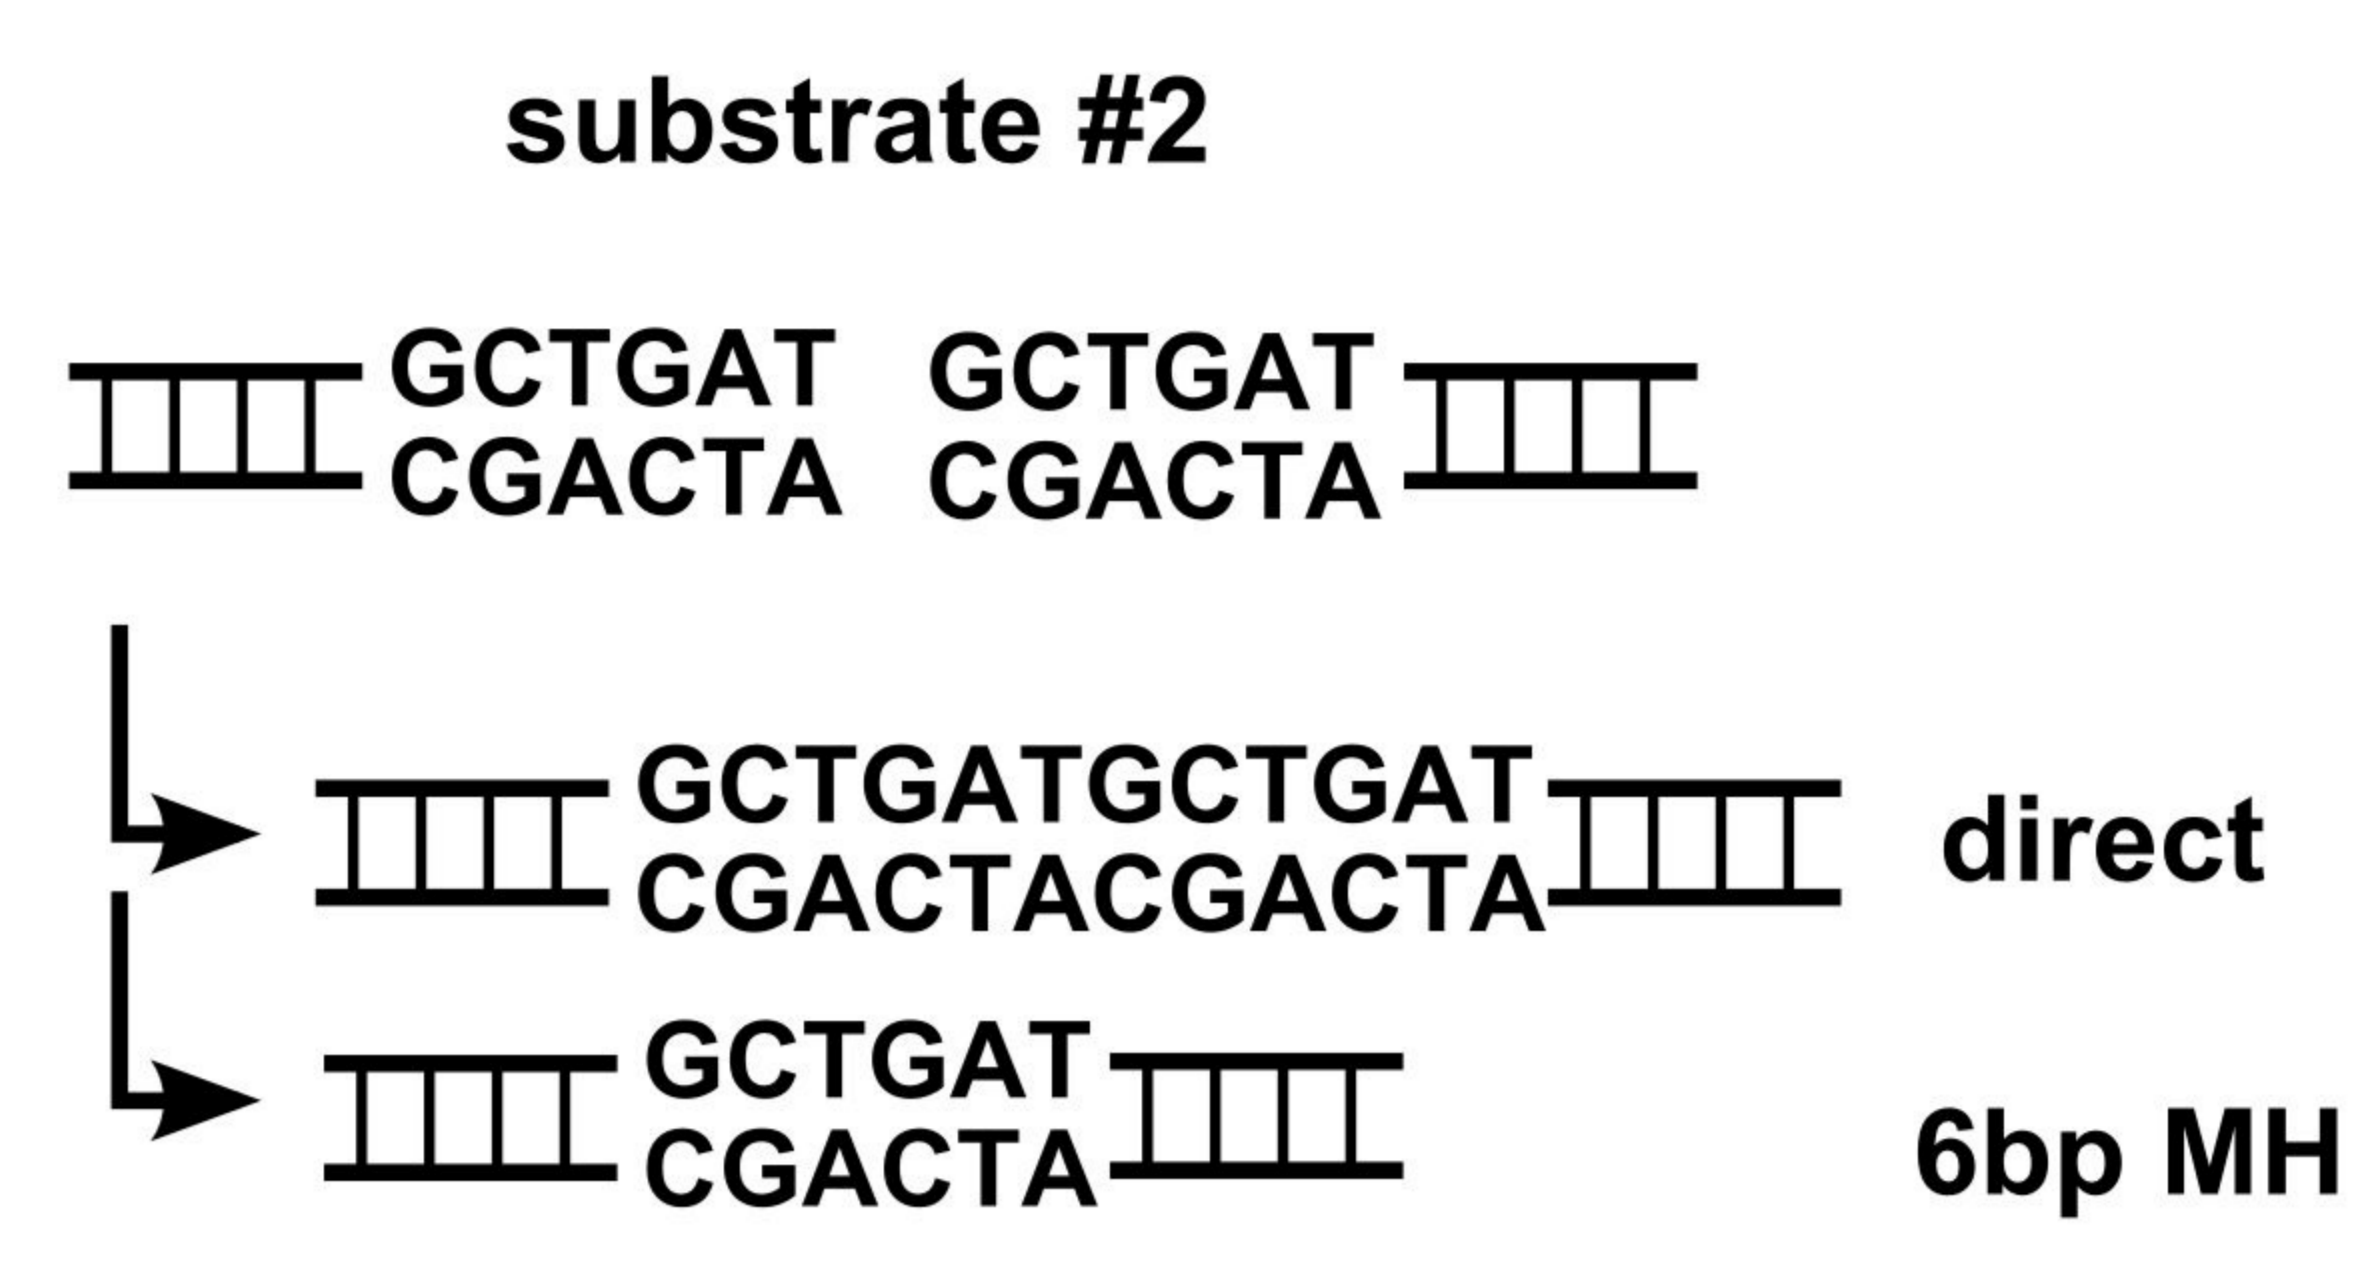 substrate #2
GCTGAT GCTGAT
CGACTA CGACTA
GCTGATGCTGAT
CGACTACGACTA
direct
GCTGAT
CGACTA
6bp MH